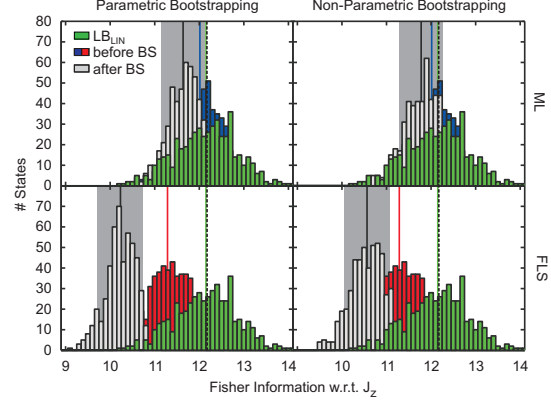 Parametric Bootstrapping Non-Parametric Bootstrapping
LB_LIN
before BS
after BS
80
70
60
50
40
30
20
10
0
ML
# States
80
70
60
50
40
30
20
10
0
FLS
9 10 11 12 13 14 10 11 12 13 14
Fisher Information w.r.t. J_z